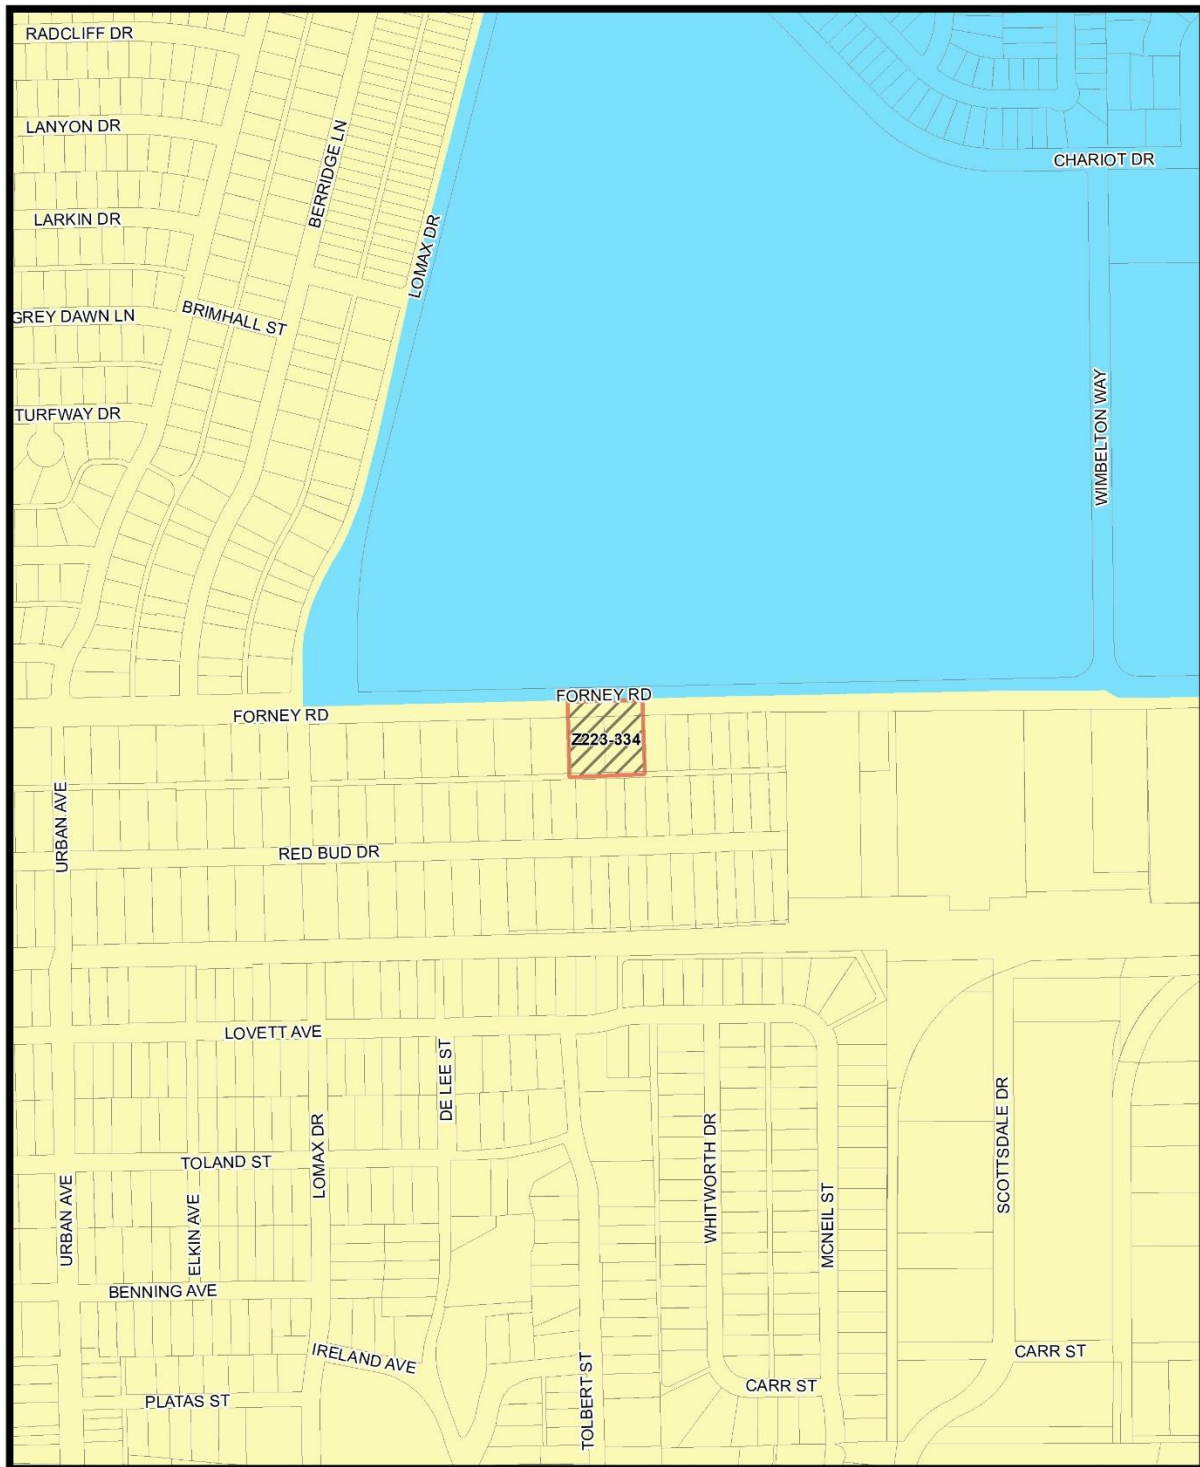 RADCLIFF DR
LANYON DR
BERRIDGE LN
CHARIOT DR
LARKIN DR
LOMAX DR
GREY DAWN LN
BRIMHALL ST
TURFWAY DR
WIMBELTON WAY
FORNEY RD
FORNEY RD
Z223-334
URBAN AVE
RED BUD DR
LOVETT AVE
DE LEE ST
LOMAX DR
TOLAND ST
WHITWORTH DR
SCOTTSDALE DR
URBAN AVE
ELKIN AVE
MCNEIL ST
BENNING AVE
IRELAND AVE
CARR ST
TOLBERT ST
CARR ST
PLATAS ST